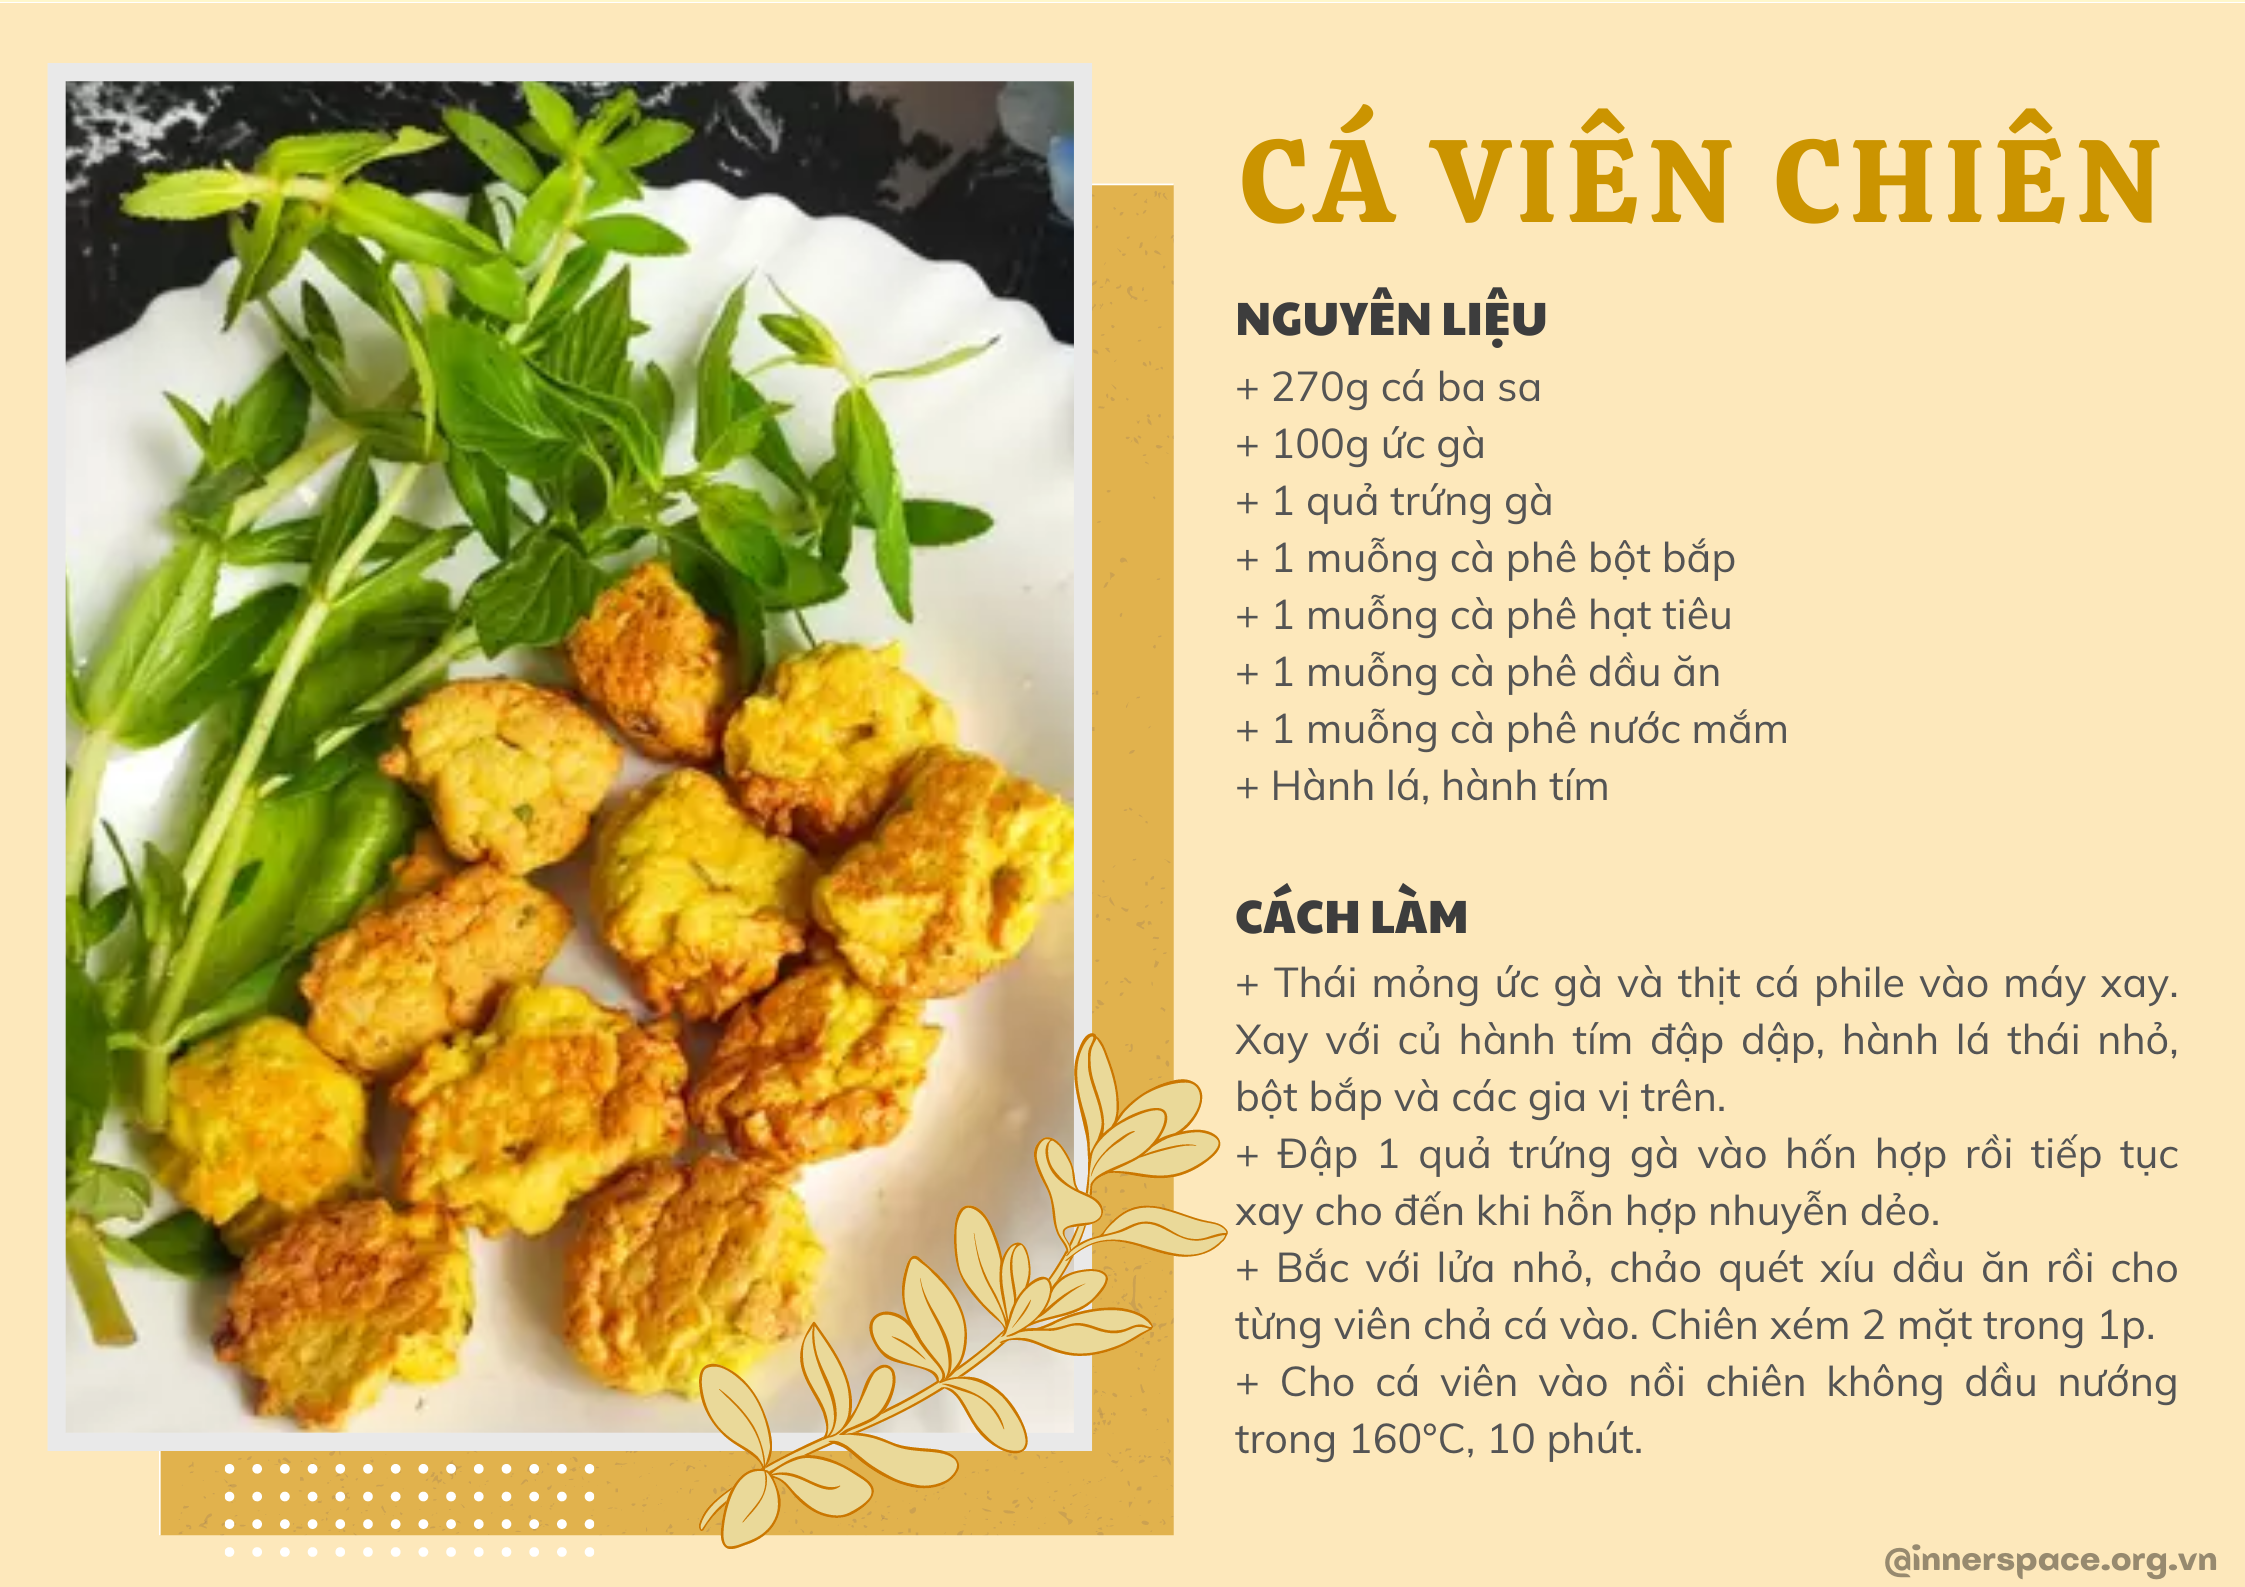 CÁ VIÊN CHIÊN
NGUYÊN LIỆU
+ 270g cá ba sa
+ 100g ức gà
+ 1 quả trứng gà
+ 1 muỗng cà phê bột bắp
+ 1 muỗng cà phê hạt tiêu
+ 1 muỗng cà phê dầu ăn
+ 1 muỗng cà phê nước mắm
+ Hành lá, hành tím
CÁCH LÀM
+ Thái mỏng ức gà và thịt cá phile vào máy xay.
Xay với củ hành tím đập dập, hành lá thái nhỏ,
bột bắp và các gia vị trên.
+ Đập 1 quả trứng gà vào hốn hợp rồi tiếp tục
xay cho đến khi hỗn hợp nhuyễn dẻo.
+ Bắc với lửa nhỏ, chảo quét xíu dầu ăn rồi cho
từng viên chả cá vào. Chiên xém 2 mặt trong 1p.
+ Cho cá viên vào nồi chiên không dầu nướng
trong 160°C, 10 phút.
@innerspace.org.vn